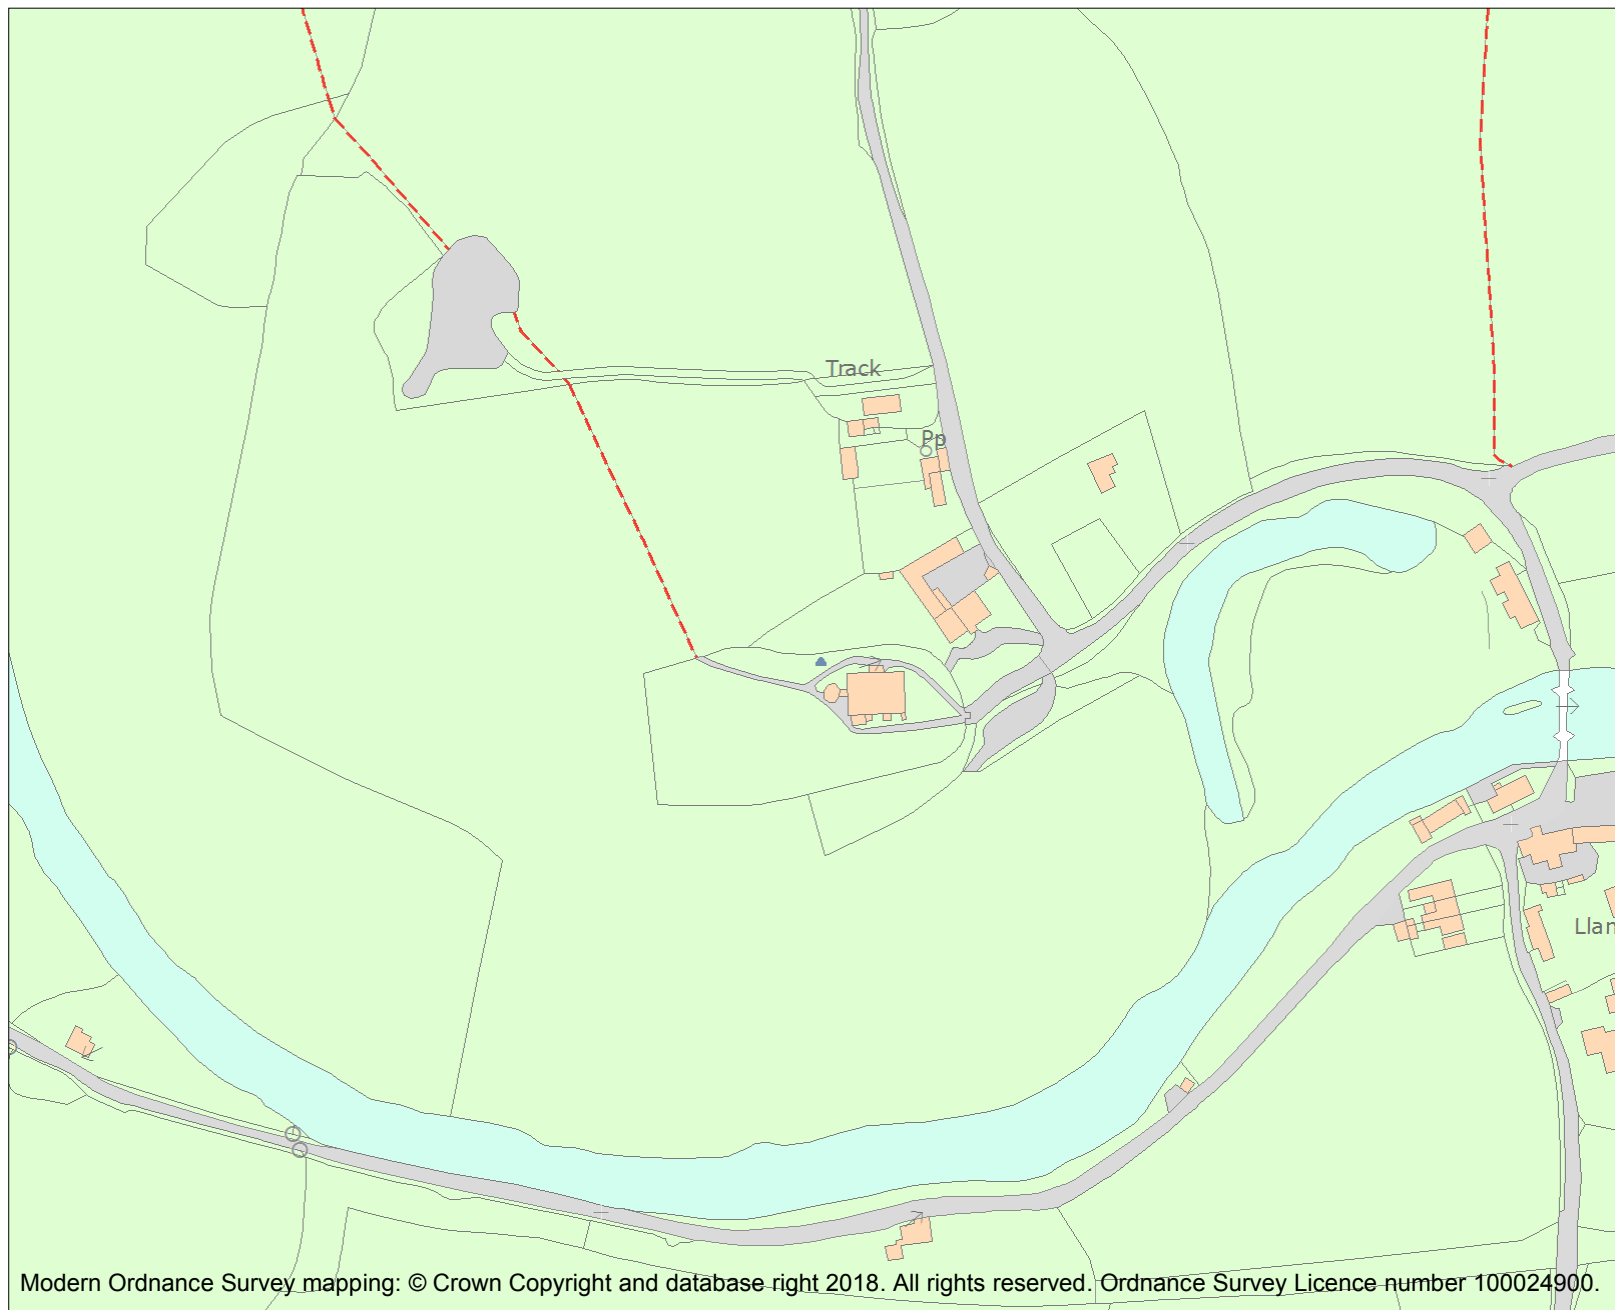 Track
Pp
Llan
Modern Ordnance Survey mapping: © Crown Copyright and database right 2018. All rights reserved. Ordnance Survey Licence number 100024900.